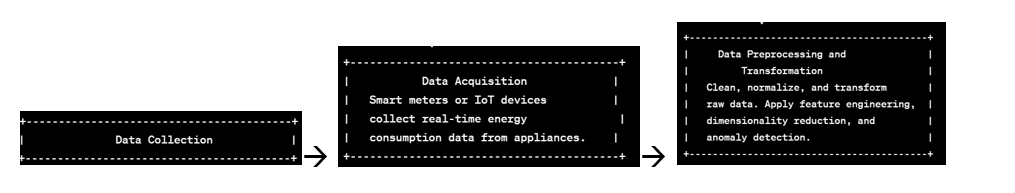 Data Collection
Data Acquisition
Smart meters or IoT devices
collect real-time energy
consumption data from appliances.
Data Preprocessing and
Transformation
Clean, normalize, and transform
raw data. Apply feature engineering,
dimensionality reduction, and
anomaly detection.